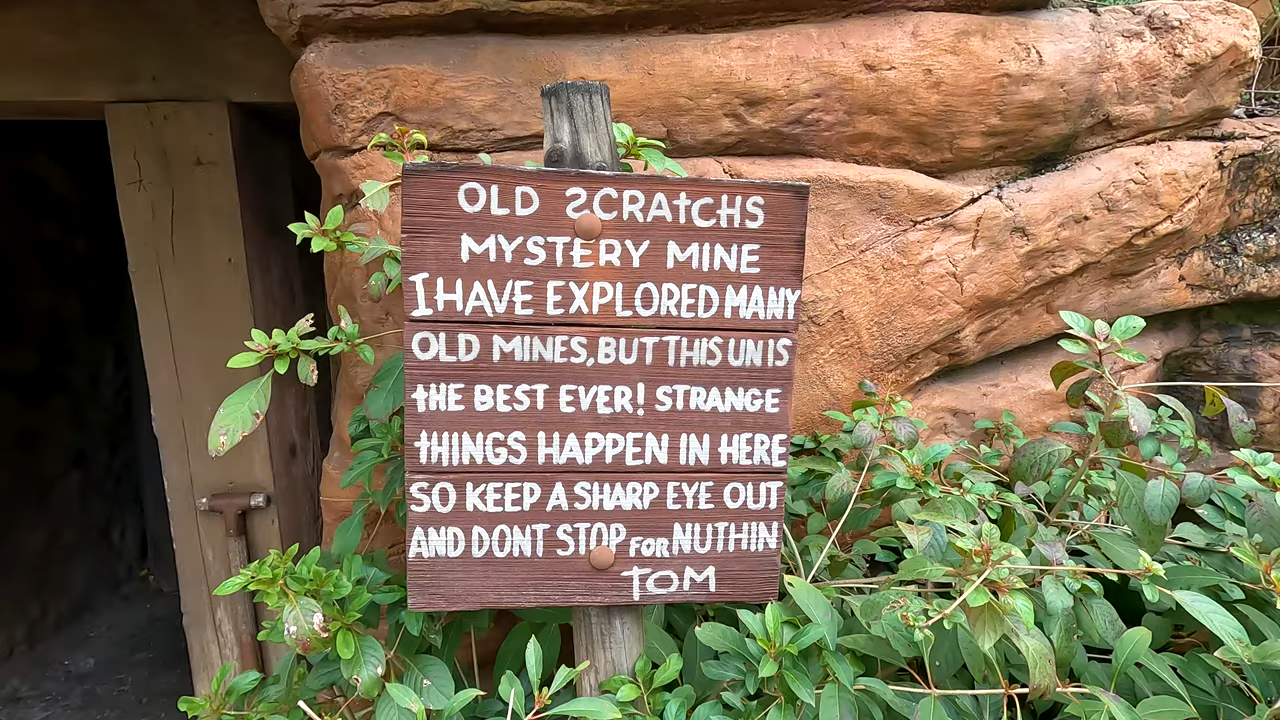 OLD SCRAtCHS
MYSTERY MINE
I HAVE EXPLORED MANY
OLD MINES, BUT THIS UN IS
tHE BEST EVER! STRANGE
tHINGS HAPPEN IN HERE
SO KEEP A SHARP EYE OUT
AND DONT STOP FOR NUTHIN
TOM